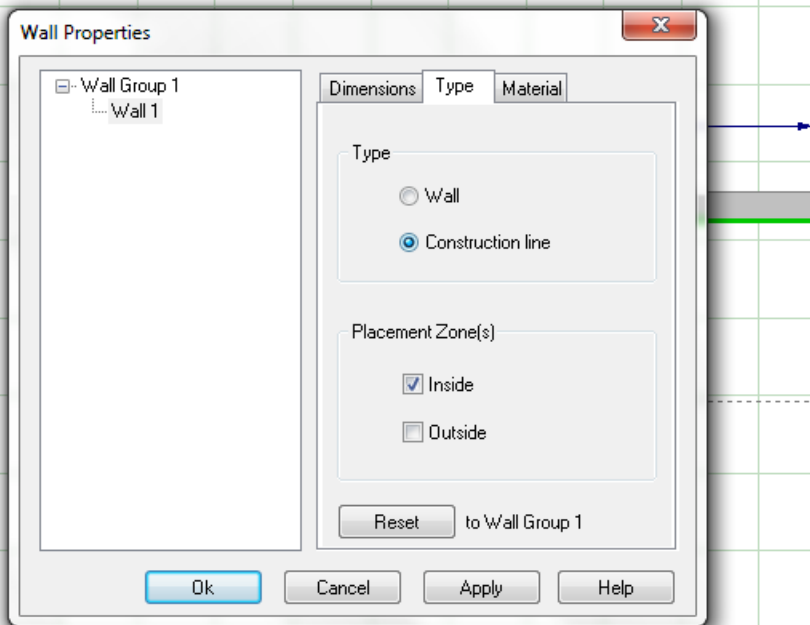 Wall Properties
Wall Group 1
Wall 1
Dimensions Type Material
Type
Wall
Construction line
Placement Zone(s)
Inside
Outside
Reset to Wall Group 1
Ok Cancel Apply Help